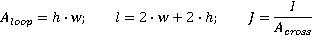 A_loop = h · w;  l = 2 · w + 2 · h;  J = I / A_cross